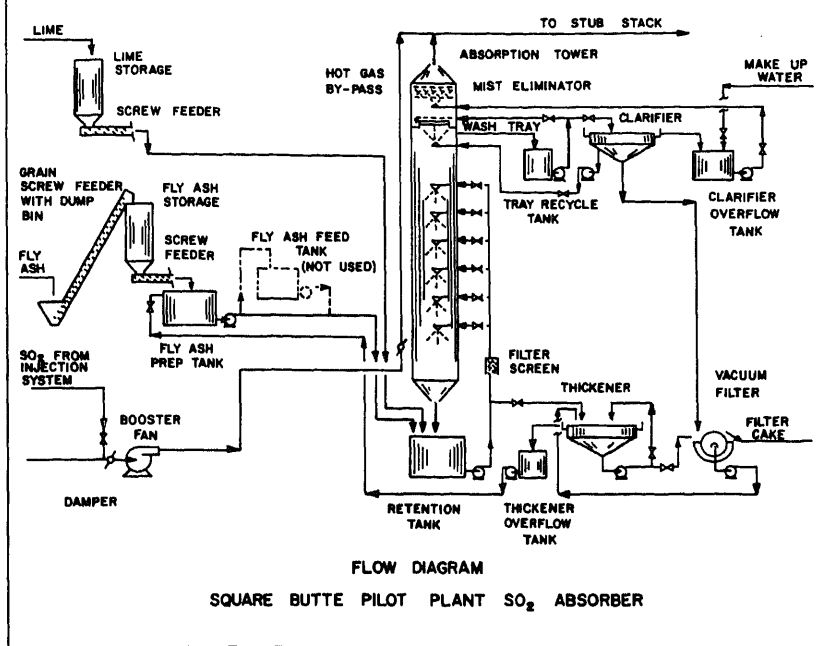 TO STUB STACK
LIME
ABSORPTION TOWER
LIME
STORAGE
HOT GAS
BY-PASS
MAKE UP
WATER
MIST ELIMINATOR
SCREW FEEDER
CLARIFIER
WASH TRAY
GRAIN
SCREW FEEDER
WITH DUMP
BIN
FLY ASH
STORAGE
TRAY RECYCLE
TANK
CLARIFIER
OVERFLOW
TANK
SCREW
FEEDER
FLY ASH FEED
TANK
(NOT USED)
FLY
ASH
FLY ASH
PREP TANK
SO2 FROM
INJECTION
SYSTEM
FILTER
SCREEN
THICKENER
VACUUM
FILTER
BOOSTER
FAN
FILTER
CAKE
DAMPER
RETENTION
TANK
THICKENER
OVERFLOW
TANK
FLOW DIAGRAM
SQUARE BUTTE PILOT PLANT SO2 ABSORBER